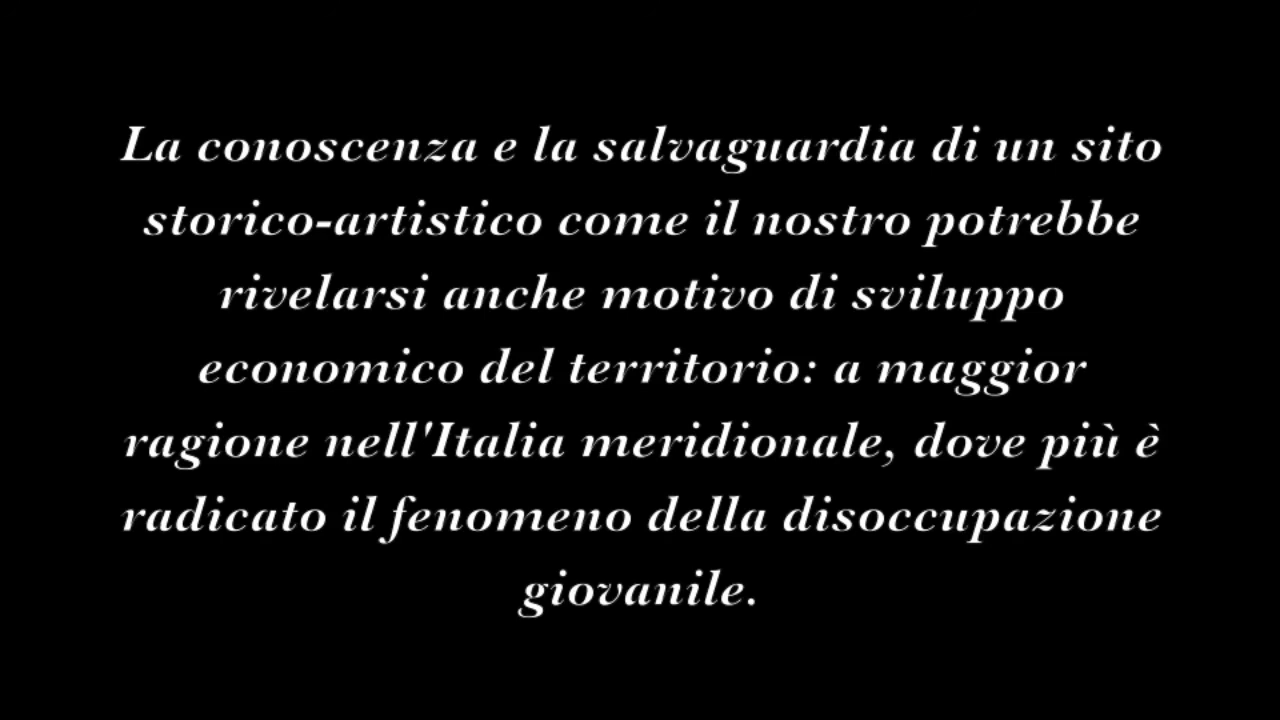 La conoscenza e la salvaguardia di un sito
storico-artistico come il nostro potrebbe
rivelarsi anche motivo di sviluppo
economico del territorio: a maggior
ragione nell'Italia meridionale, dove più è
radicato il fenomeno della disoccupazione
giovanile.